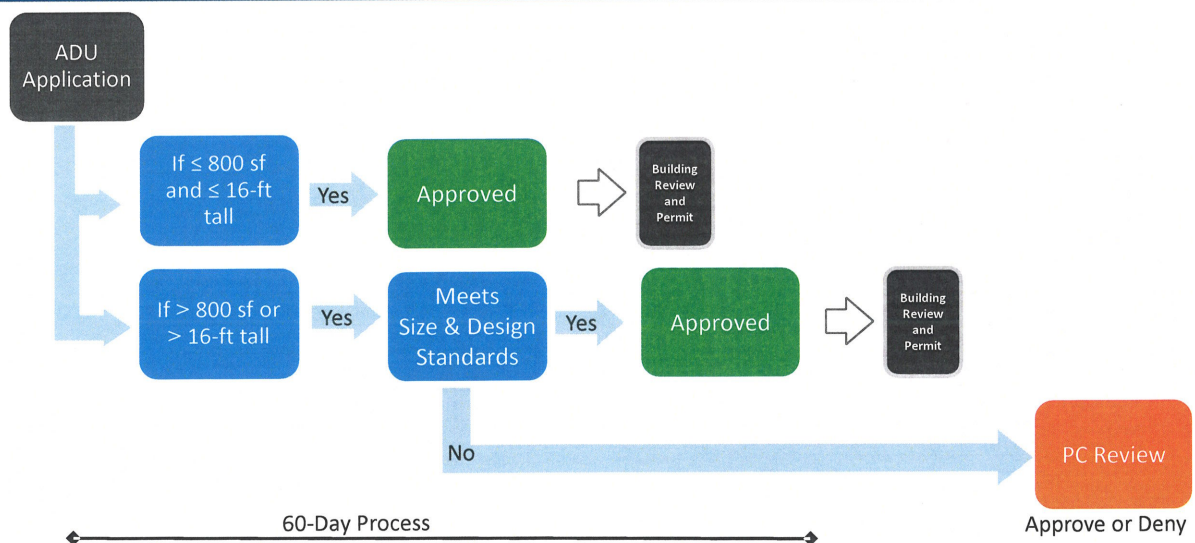 ADU
Application
If ≤ 800 sf
and ≤ 16-ft
tall
Yes
Approved
Building
Review
and
Permit
If > 800 sf or
> 16-ft tall
Yes
Meets
Size & Design
Standards
Yes
Approved
Building
Review
and
Permit
No
PC Review
60-Day Process
Approve or Deny